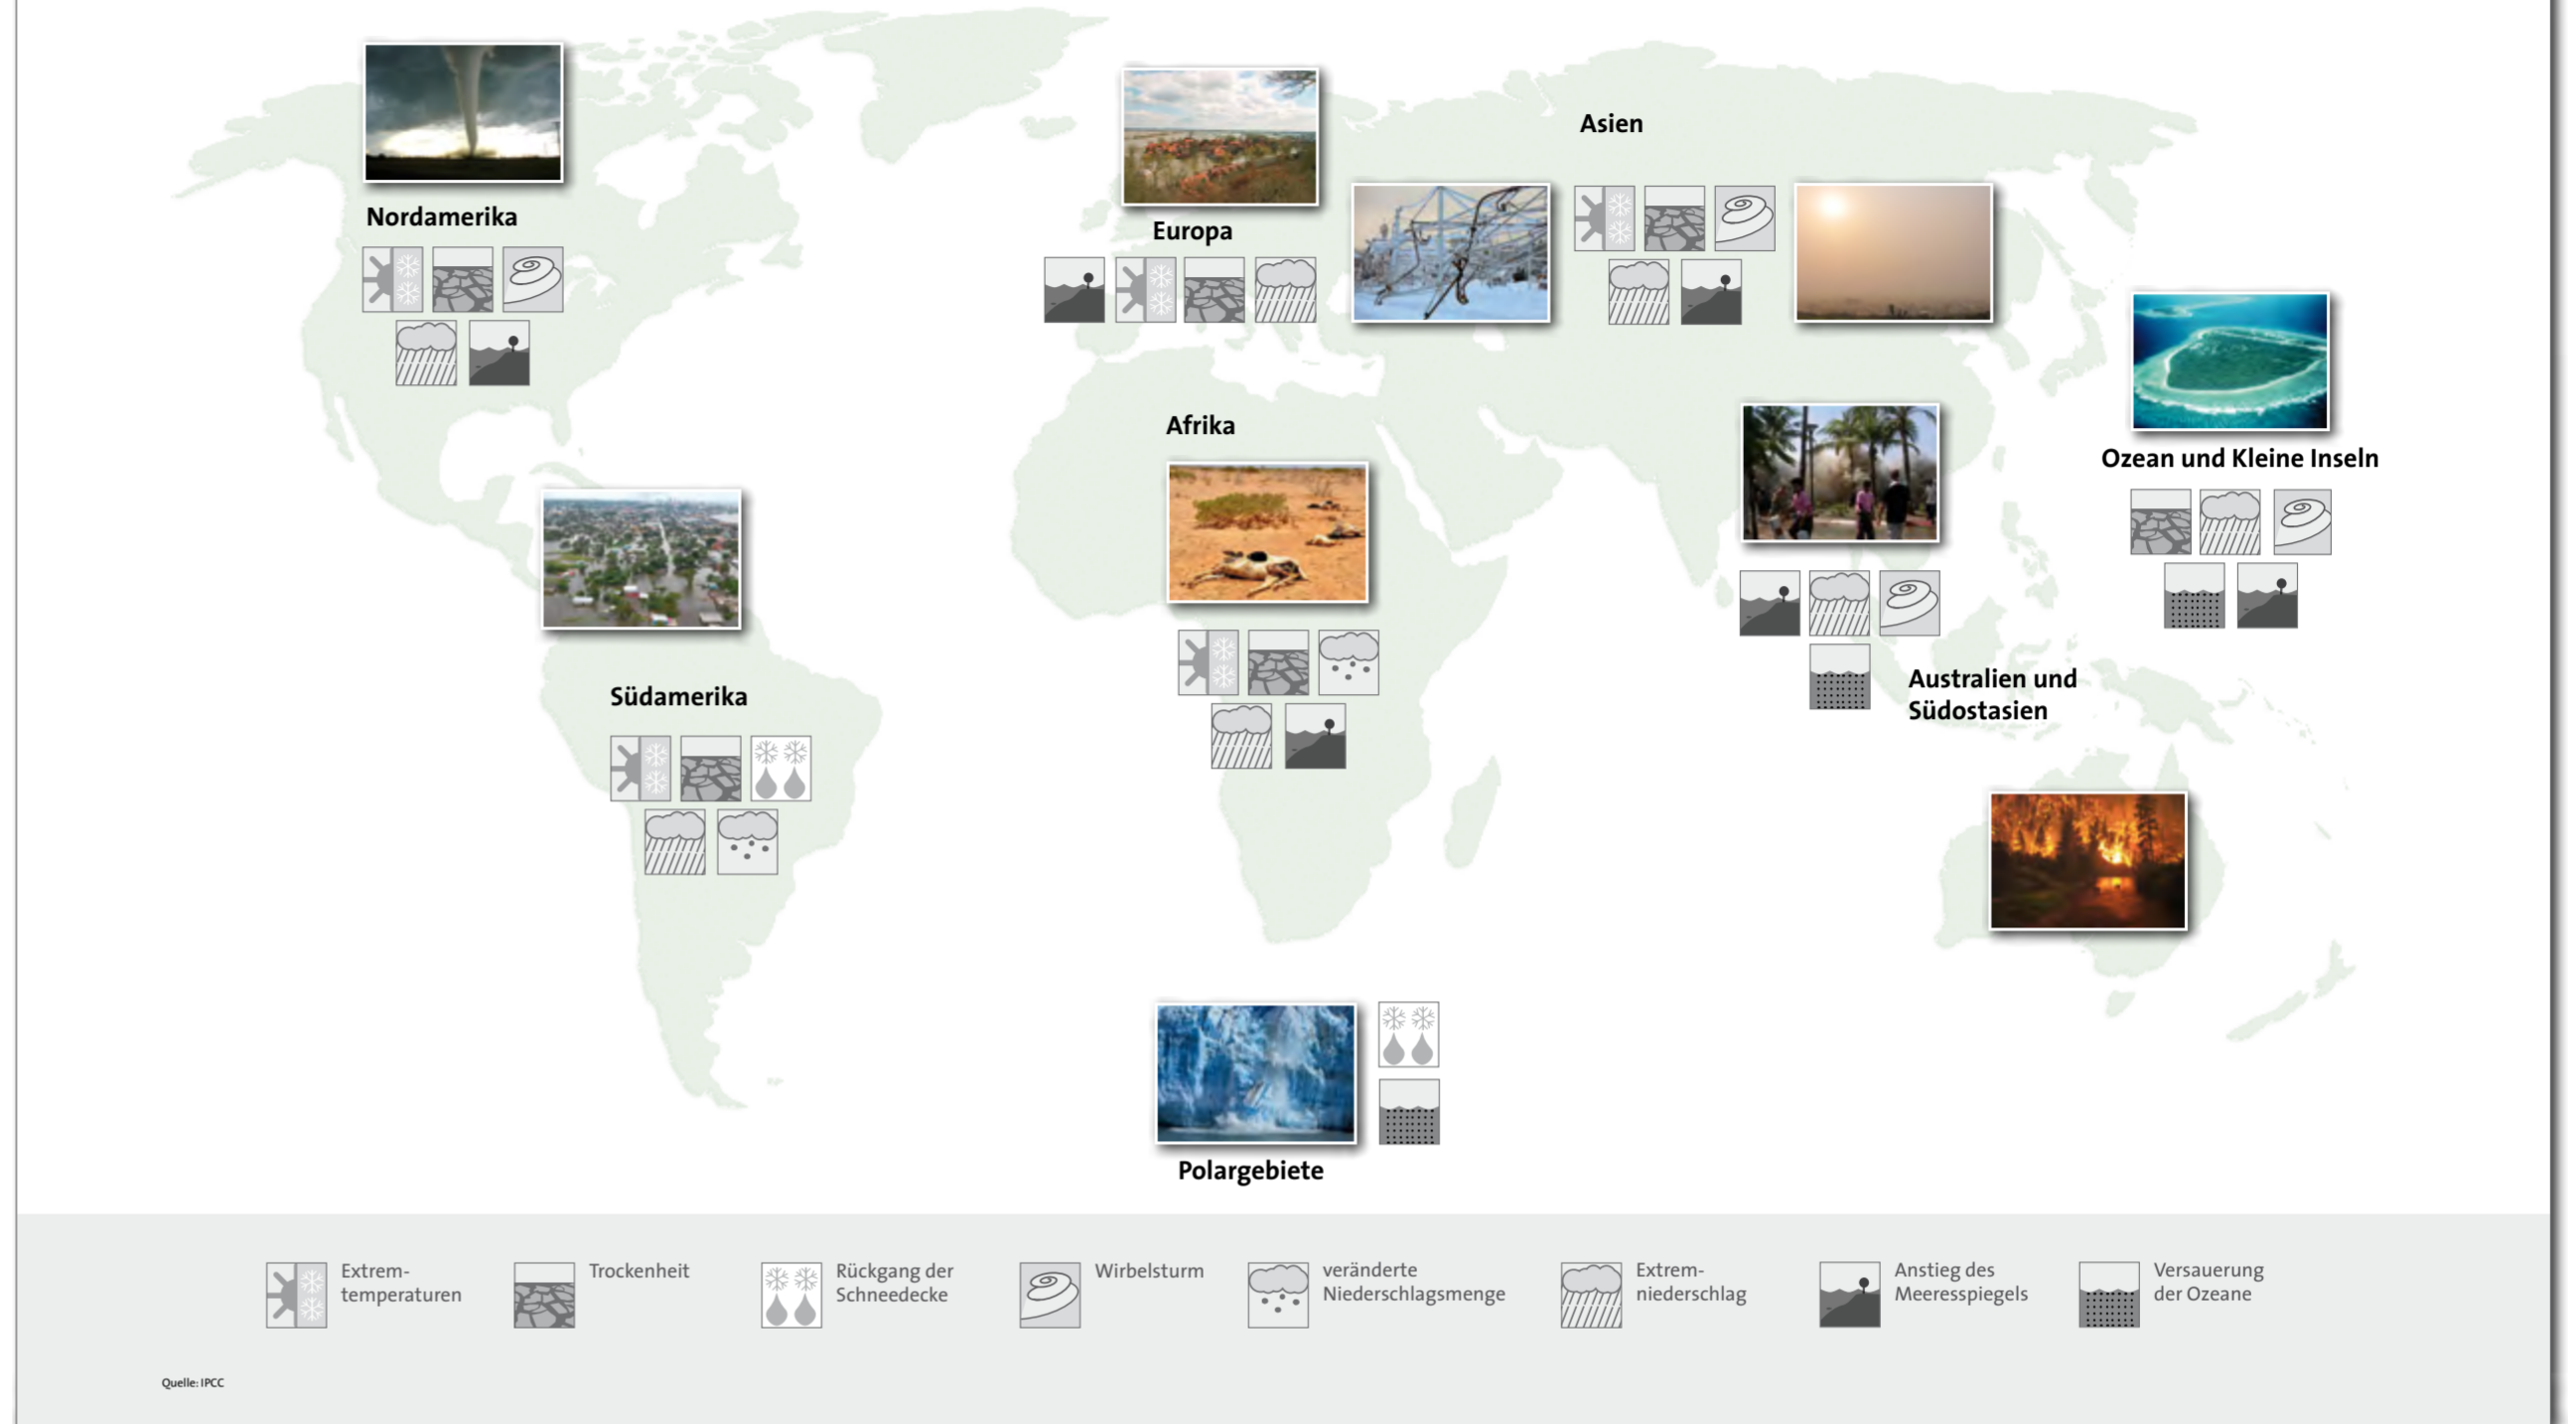 Nordamerika
Europa
Asien
Ozean und Kleine Inseln
Afrika
Südamerika
Australien und
Südostasien
Polargebiete
Extrem-
temperaturen
Trockenheit
Rückgang der
Schneedecke
Wirbelsturm
veränderte
Niederschlagsmenge
Extrem-
niederschlag
Anstieg des
Meeresspiegels
Versauerung
der Ozeane
Quelle: IPCC